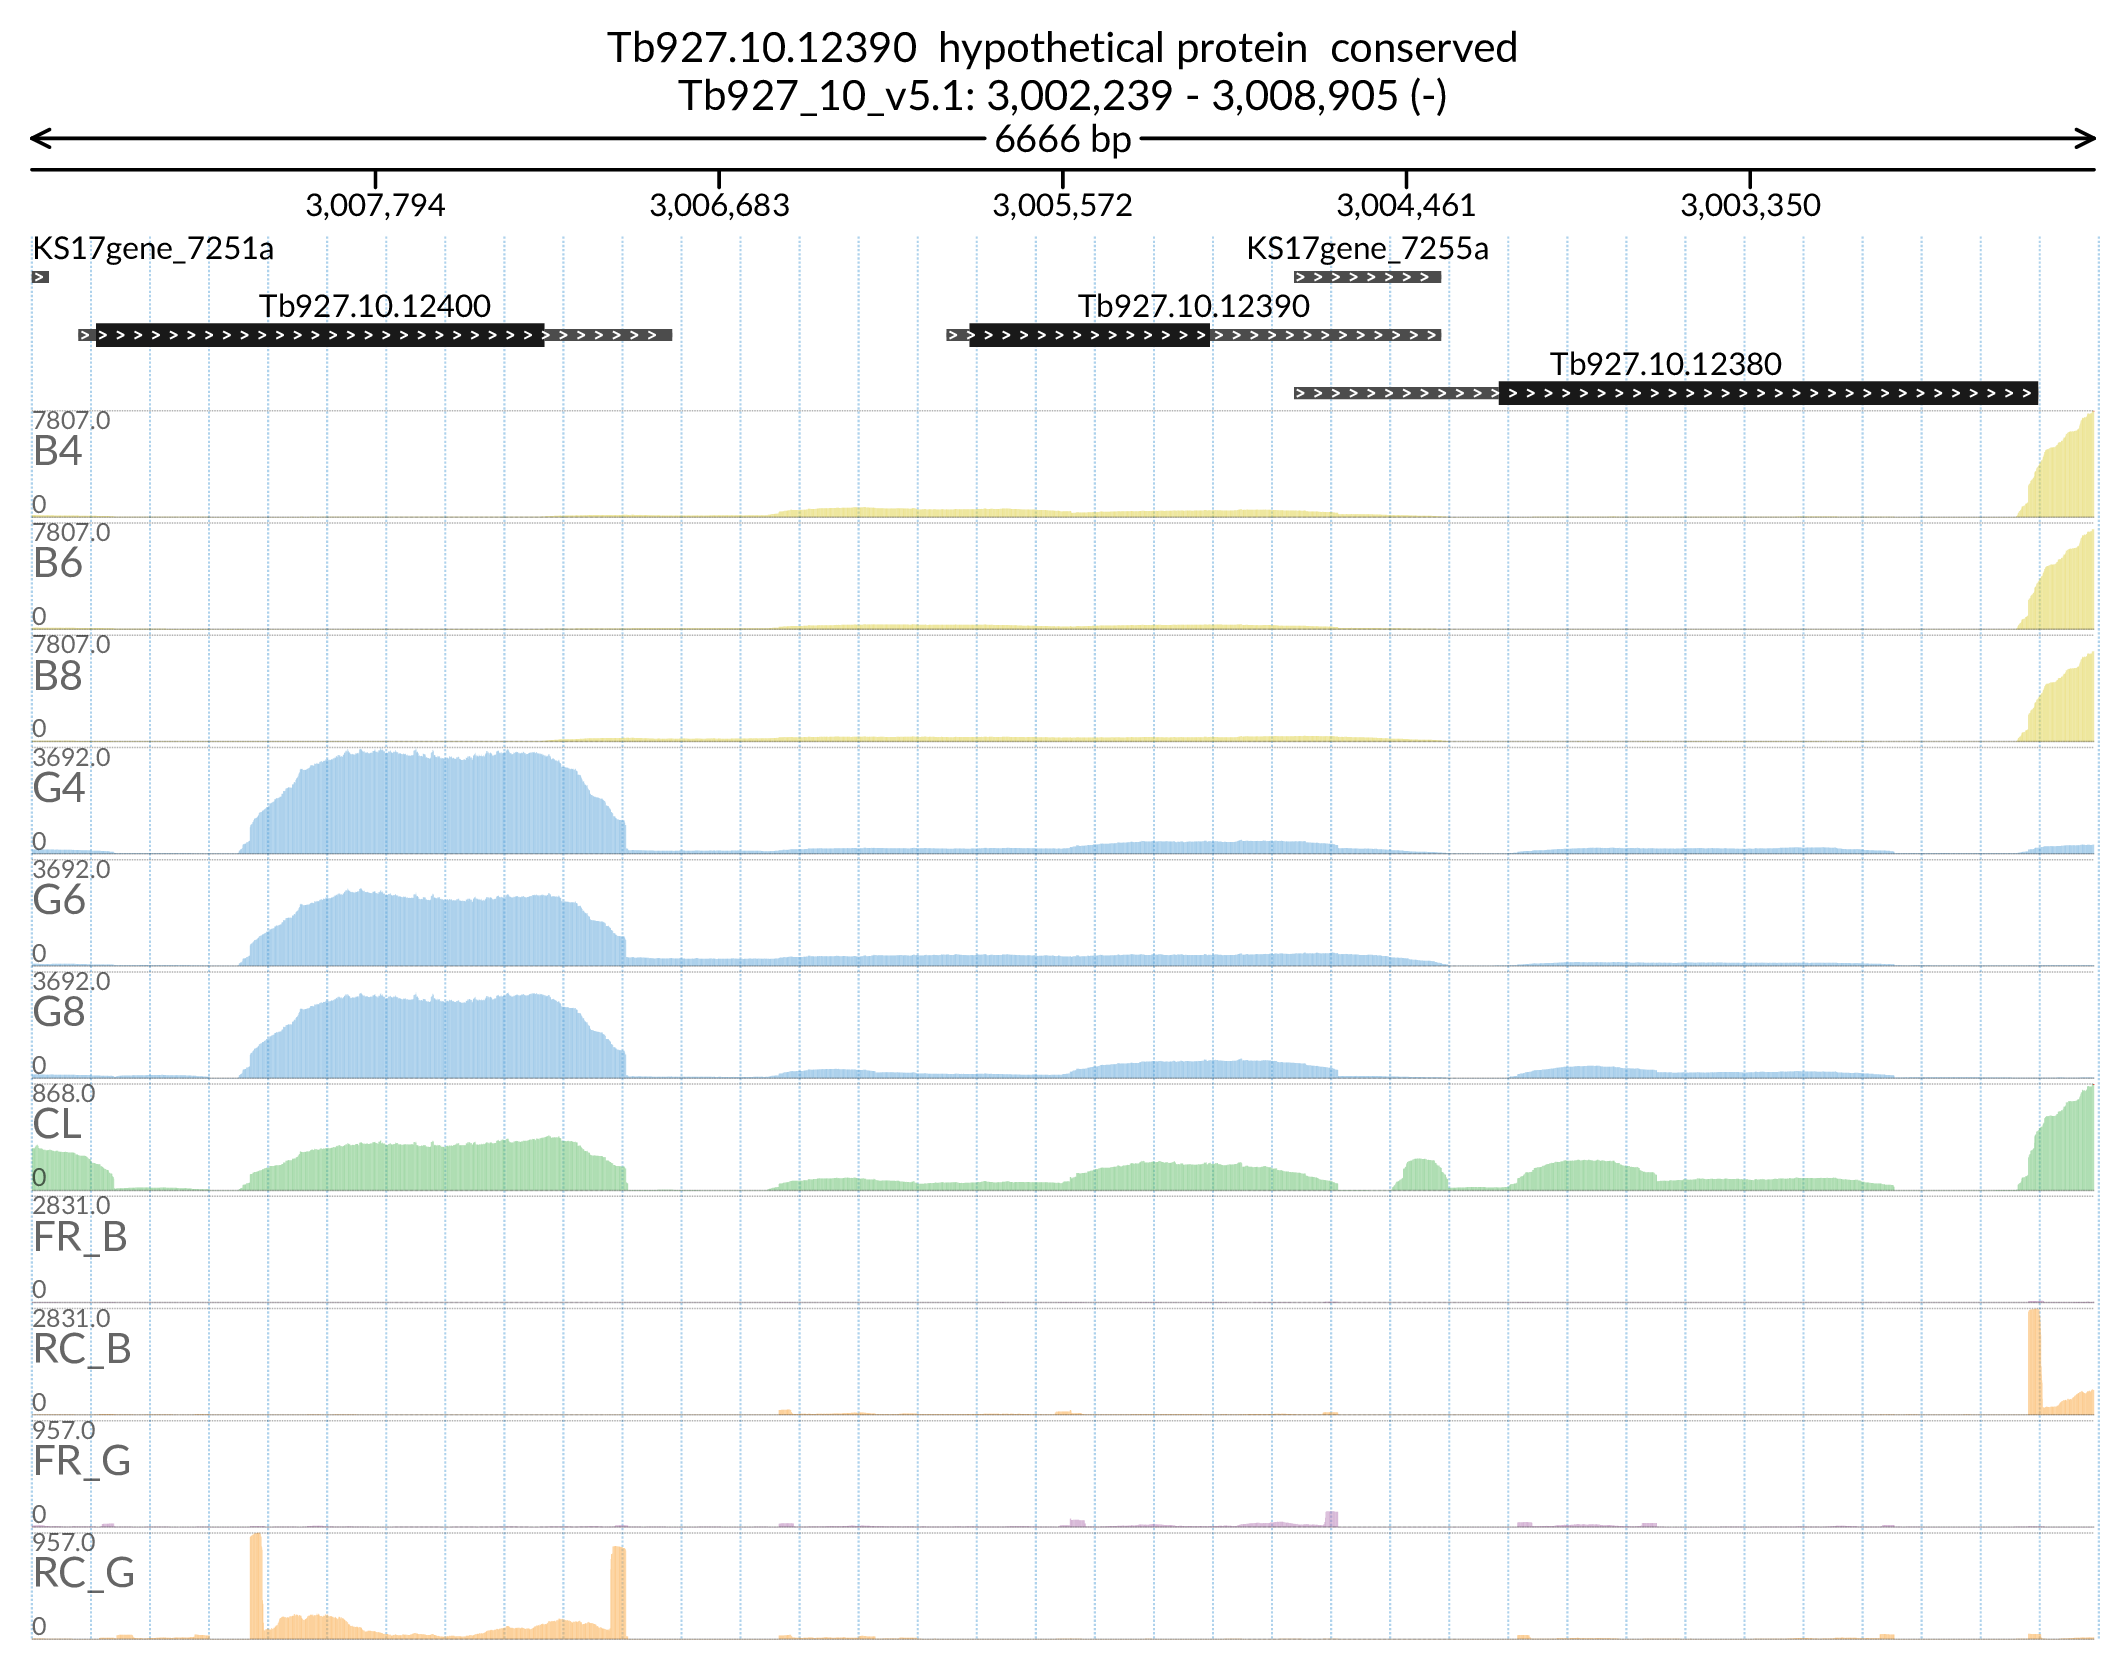 Tb927.10.12390 hypothetical protein conserved
Tb927_10_v5.1: 3,002,239 - 3,008,905 (-)
6666 bp
3,007,794 3,006,683 3,005,572 3,004,461 3,003,350
KS17gene_7251a KS17gene_7255a
Tb927.10.12400 Tb927.10.12390
Tb927.10.12380
7807.0
B4
0
7807.0
B6
0
7807.0
B8
0
3692.0
G4
0
3692.0
G6
0
3692.0
G8
0
868.0
CL
0
2831.0
FR_B
0
2831.0
RC_B
0
957.0
FR_G
0
957.0
RC_G
0